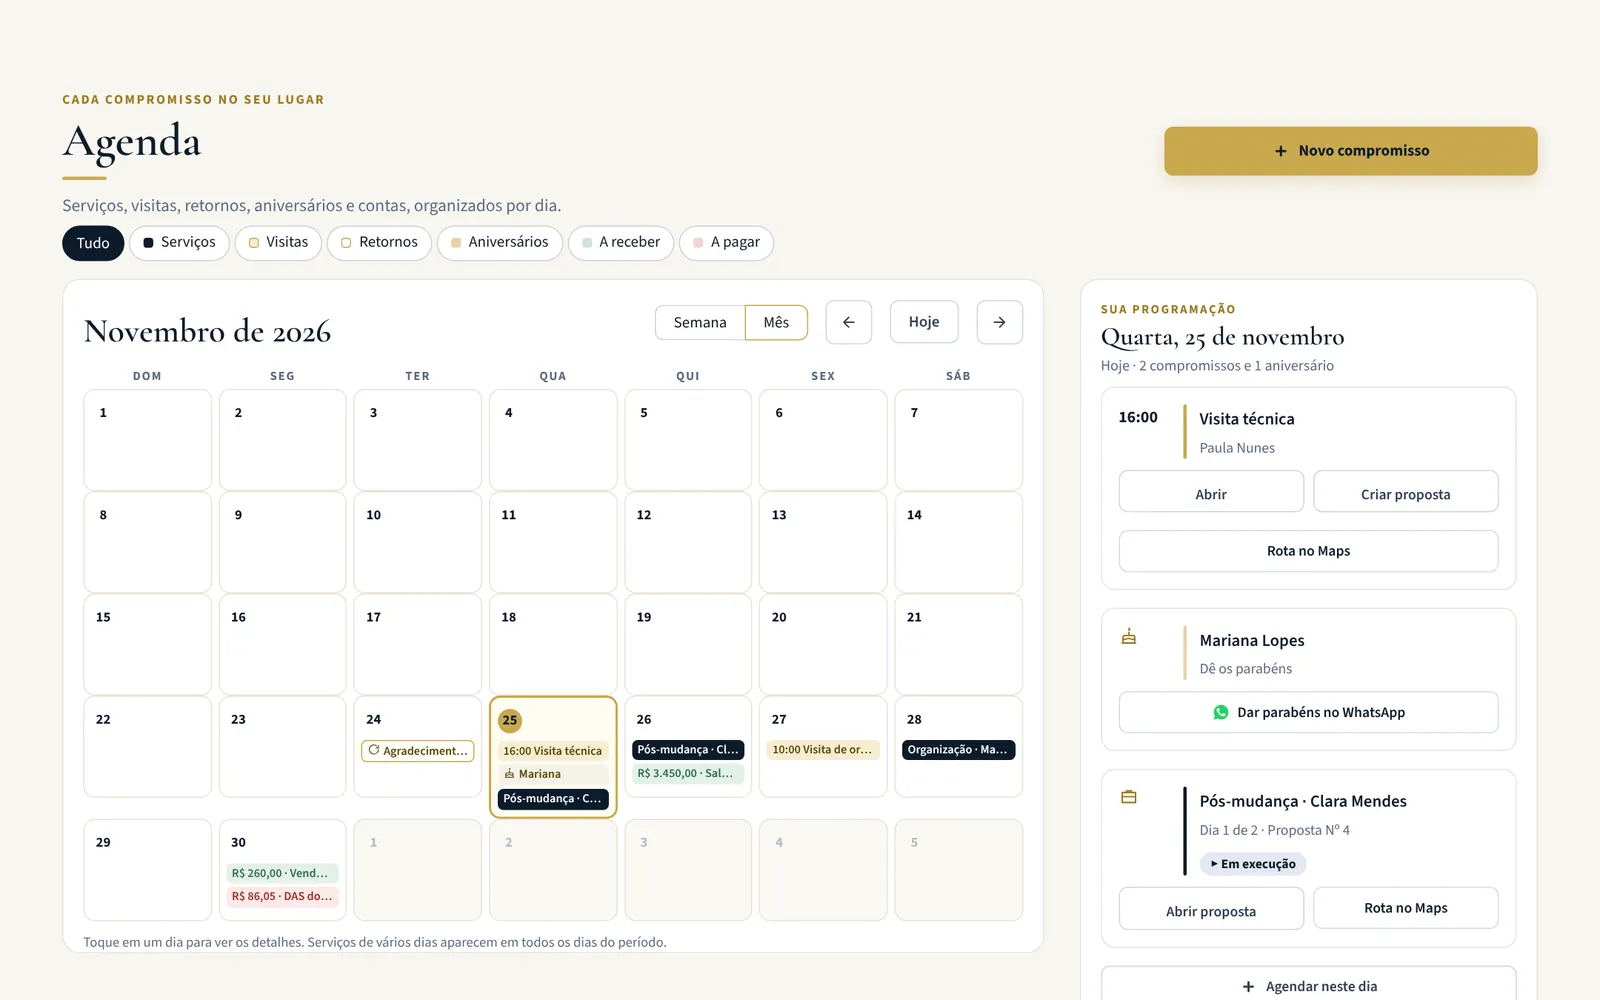 CADA COMPROMISSO NO SEU LUGAR
Agenda
+ Novo compromisso
Serviços, visitas, retornos, aniversários e contas, organizados por dia.
Tudo
Serviços
Visitas
Retornos
Aniversários
A receber
A pagar
Novembro de 2026
Semana
Mês
←
Hoje
→
DOM SEG TER QUA QUI SEX SÁB
1 2 3 4 5 6 7
8 9 10 11 12 13 14
15 16 17 18 19 20 21
22 23 24 25 26 27 28
Agradeciment...
16:00 Visita técnica
Mariana
Pós-mudança · C...
Pós-mudança · Cl...
R$ 3.450,00 · Sal...
10:00 Visita de or...
Organização · Ma...
29 30 1 2 3 4 5
R$ 260,00 · Vend...
R$ 86,05 · DAS do...
Toque em um dia para ver os detalhes. Serviços de vários dias aparecem em todos os dias do período.
SUA PROGRAMAÇÃO
Quarta, 25 de novembro
Hoje · 2 compromissos e 1 aniversário
16:00
Visita técnica
Paula Nunes
Abrir
Criar proposta
Rota no Maps
Mariana Lopes
Dê os parabéns
Dar parabéns no WhatsApp
Pós-mudança · Clara Mendes
Dia 1 de 2 · Proposta Nº 4
Em execução
Abrir proposta
Rota no Maps
+ Agendar neste dia